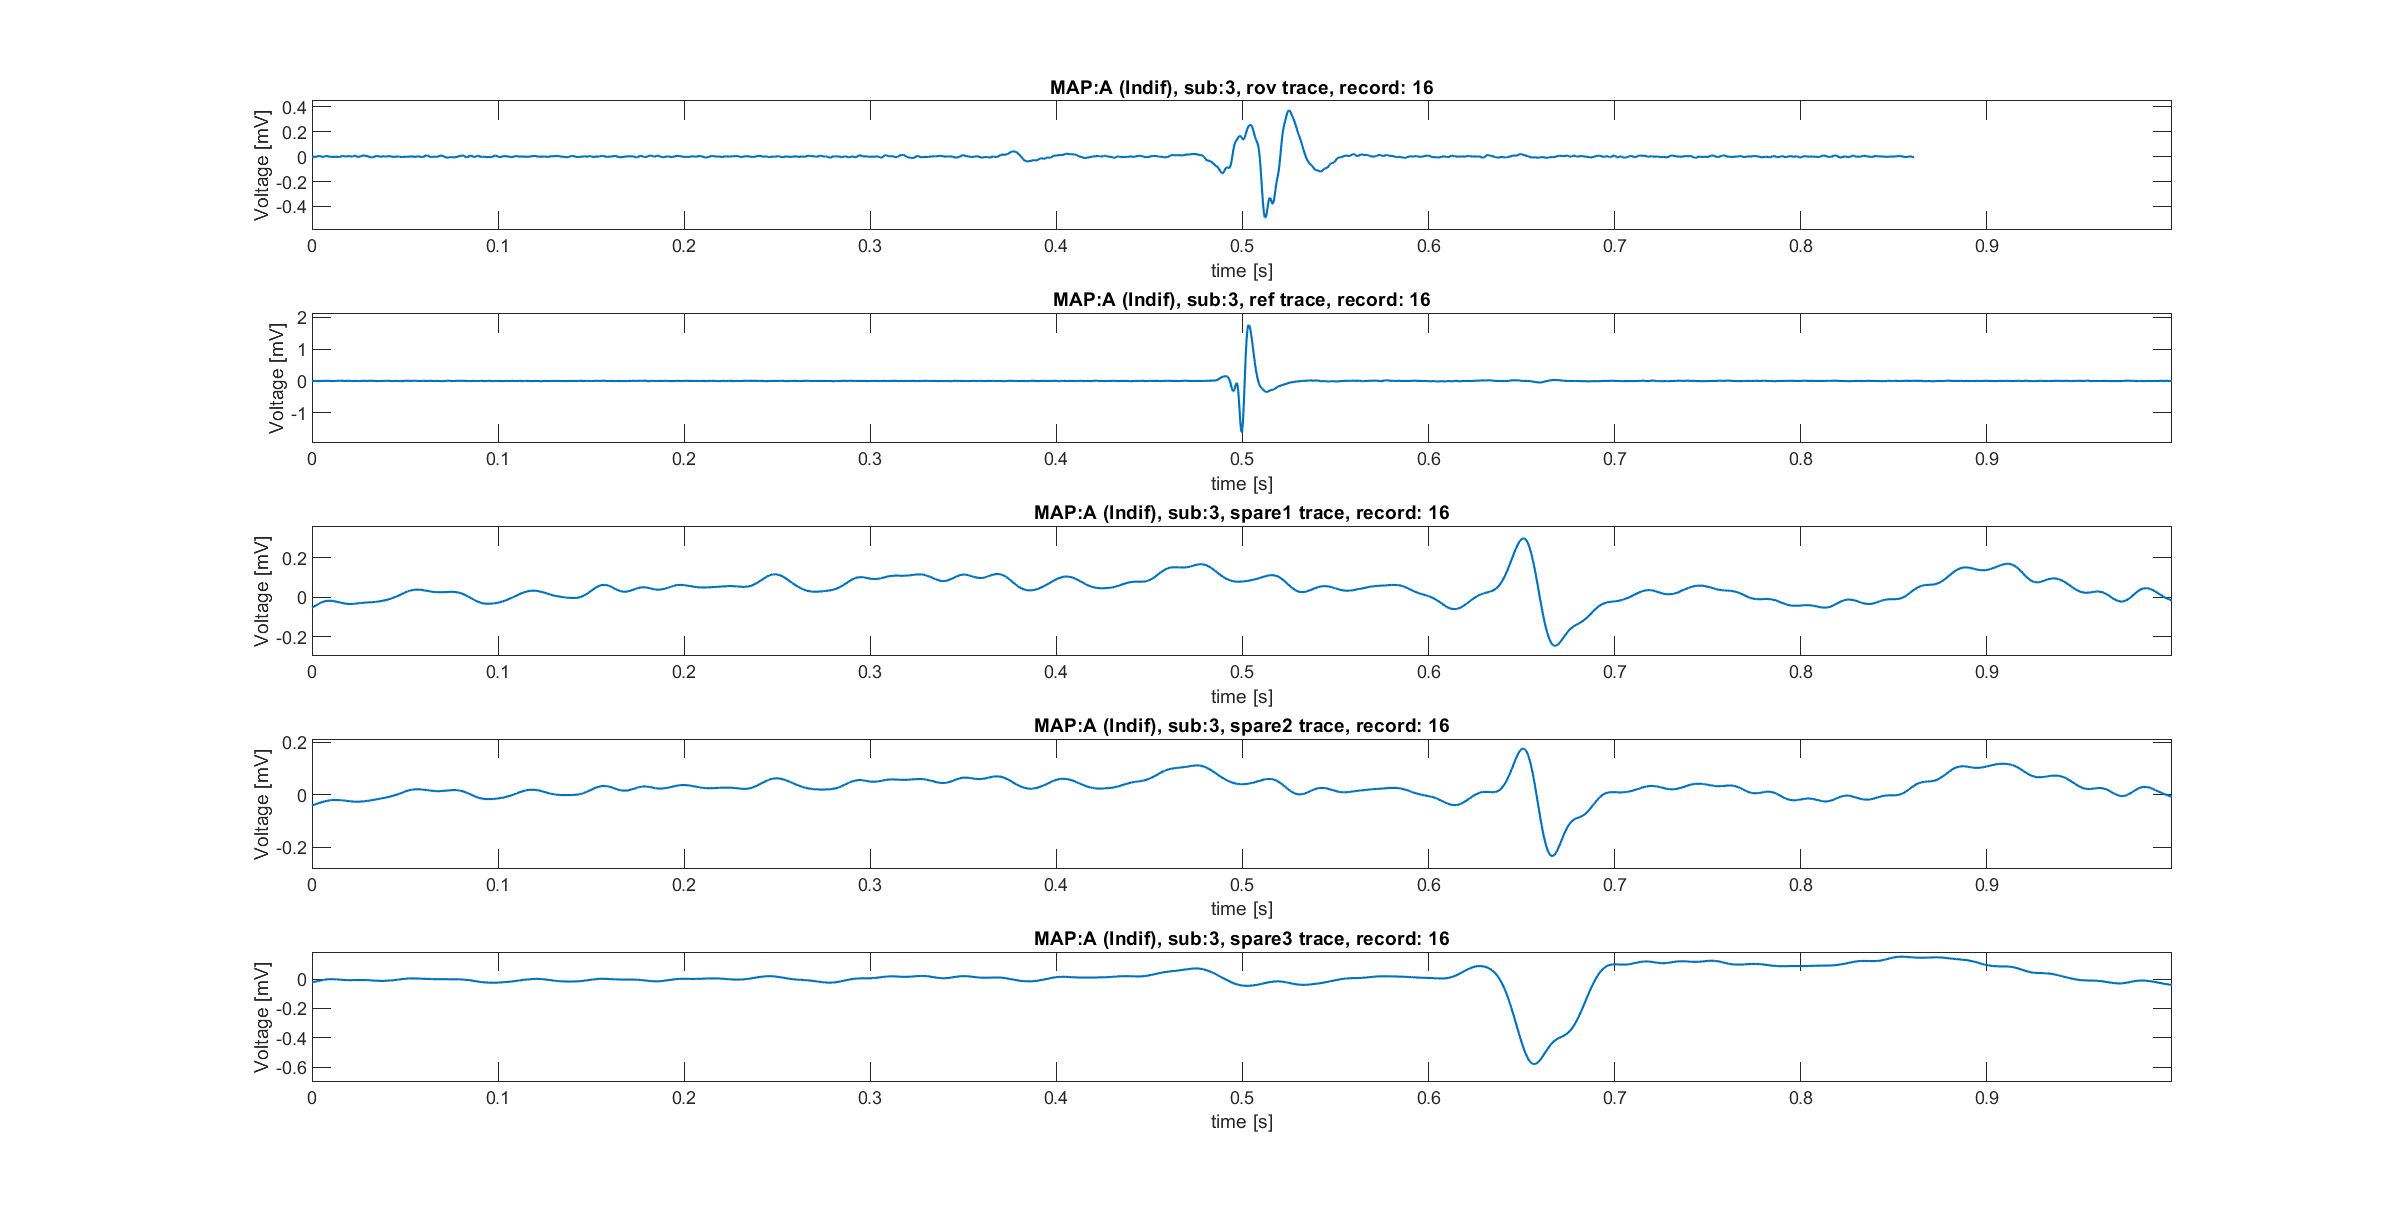 MAP:A (Indif), sub:3, rov trace, record: 16
Voltage [mV]
0.4
0.2
0
-0.2
-0.4
0 0.1 0.2 0.3 0.4 0.5 0.6 0.7 0.8 0.9
time [s]
MAP:A (Indif), sub:3, ref trace, record: 16
Voltage [mV]
2
1
0
-1
0 0.1 0.2 0.3 0.4 0.5 0.6 0.7 0.8 0.9
time [s]
MAP:A (Indif), sub:3, spare1 trace, record: 16
Voltage [mV]
0.2
0
-0.2
0 0.1 0.2 0.3 0.4 0.5 0.6 0.7 0.8 0.9
time [s]
MAP:A (Indif), sub:3, spare2 trace, record: 16
Voltage [mV]
0.2
0
-0.2
0 0.1 0.2 0.3 0.4 0.5 0.6 0.7 0.8 0.9
time [s]
MAP:A (Indif), sub:3, spare3 trace, record: 16
Voltage [mV]
0
-0.2
-0.4
-0.6
0 0.1 0.2 0.3 0.4 0.5 0.6 0.7 0.8 0.9
time [s]